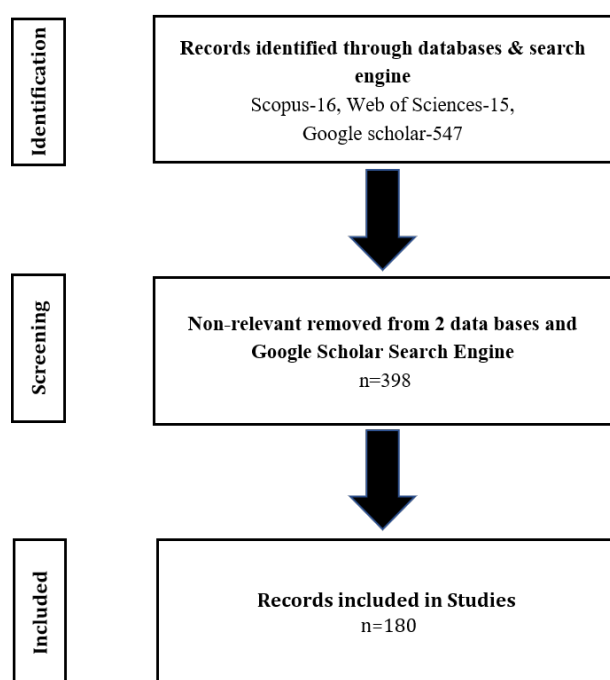 Identification
Records identified through databases & search
engine
Scopus-16, Web of Sciences-15,
Google scholar-547
Screening
Non-relevant removed from 2 data bases and
Google Scholar Search Engine
n=398
Included
Records included in Studies
n=180